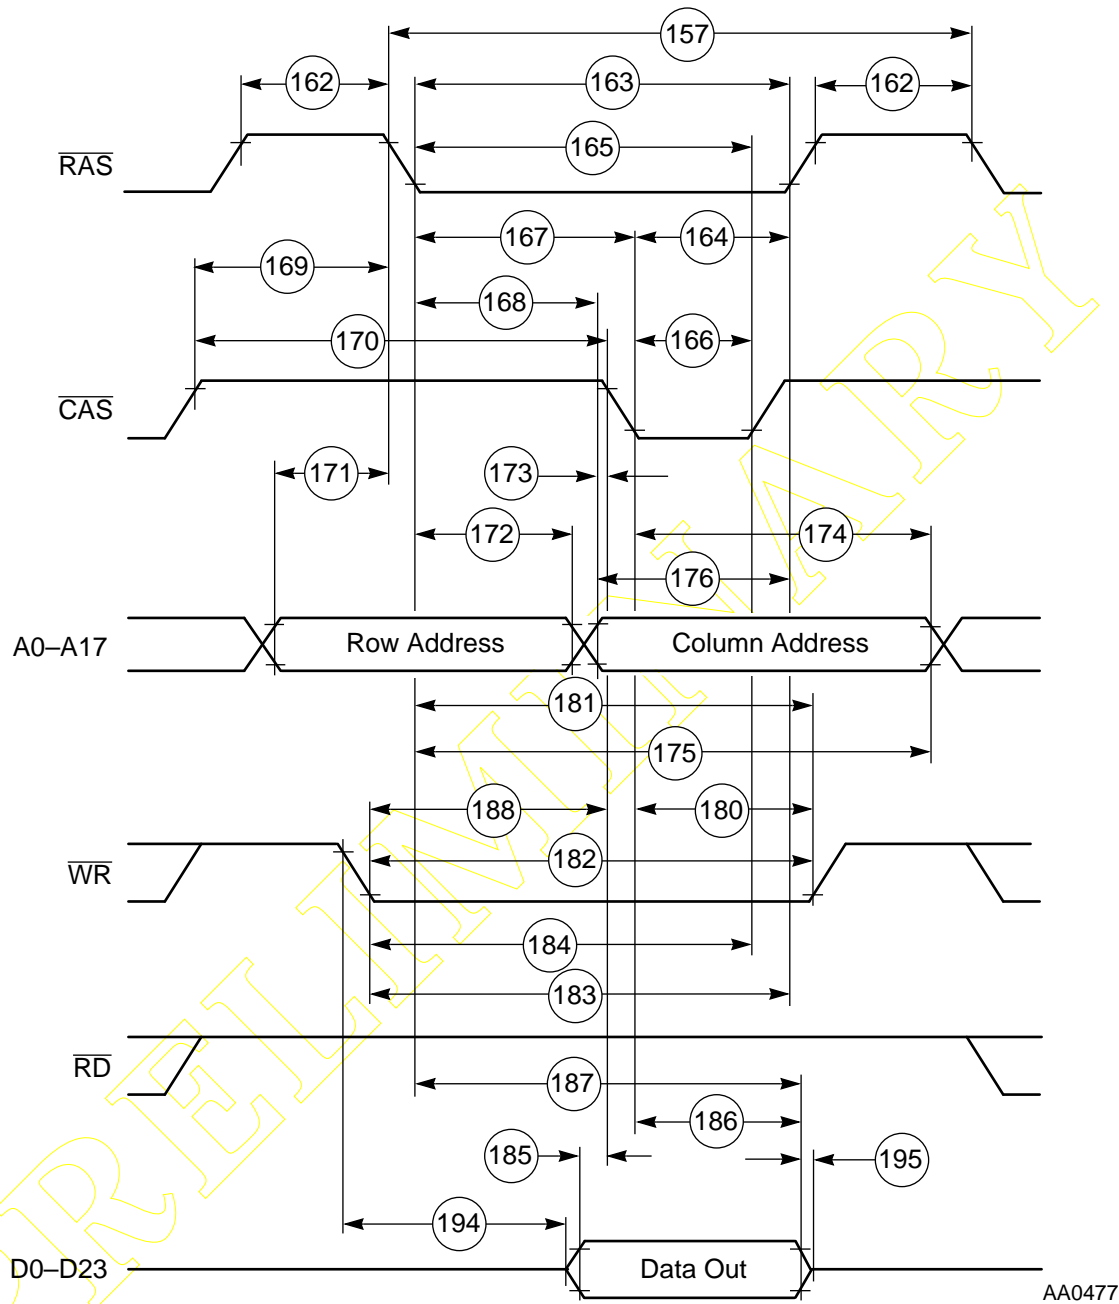 157
162
163
162
RAS
165
167
164
169
168
170
166
CAS
171
173
172
174
176
A0–A17
Row Address
Column Address
181
175
188
180
WR
182
184
183
RD
187
186
185
195
194
D0–D23
Data Out
AA0477
PRELIMINARY